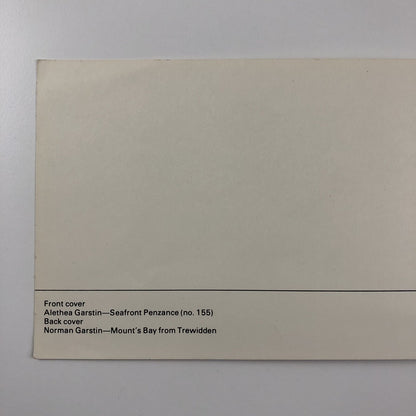 Front cover
Alethea Garstin—Seafront Penzance (no. 155)
Back cover
Norman Garstin—Mount's Bay from Trewidden